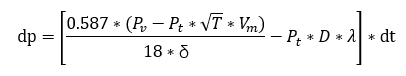 dp = [ 0.587 * (P_v − P_t * √T * V_m) / 18 * δ − P_t * D * λ ] * dt